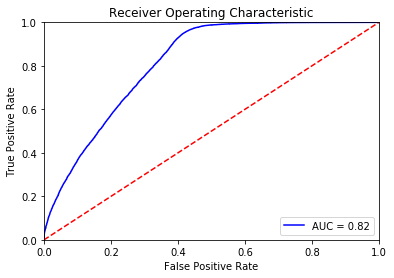 Receiver Operating Characteristic
True Positive Rate
1.0
0.8
0.6
0.4
0.2
0.0
AUC = 0.82
0.0 0.2 0.4 0.6 0.8 1.0
False Positive Rate